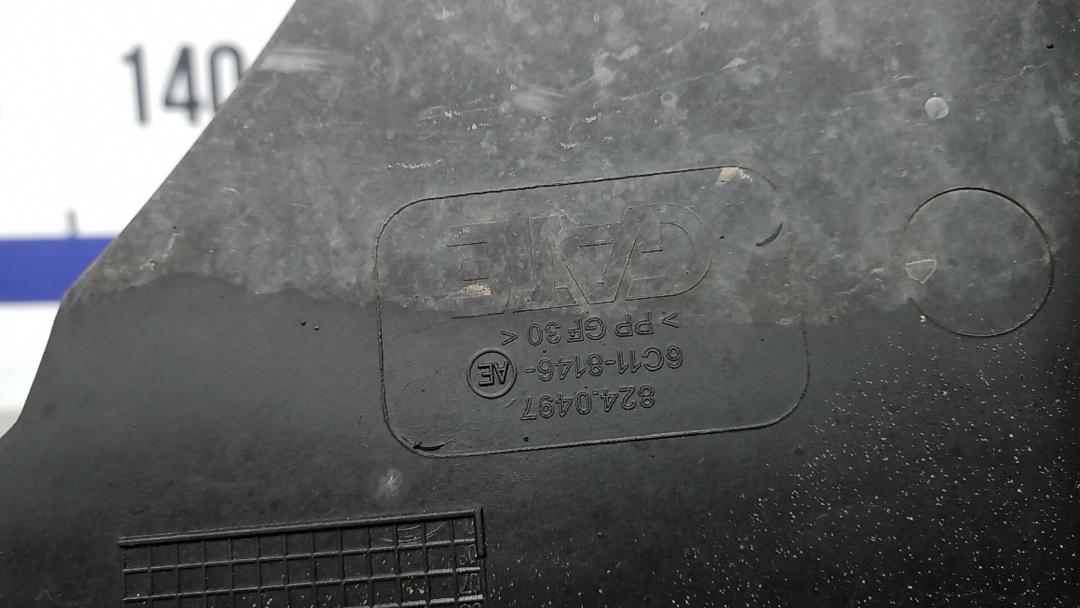 140
GATE
>PP GF 30<
6C11-8146- AE
824.0497